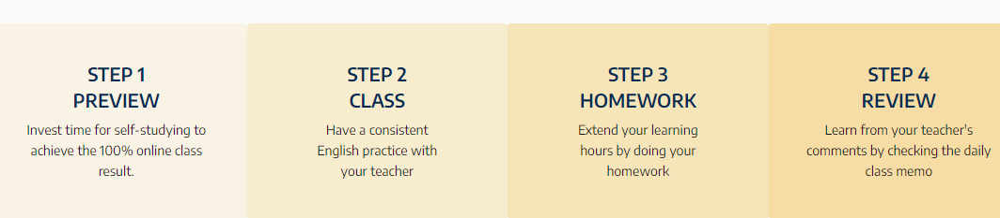 STEP 1
PREVIEW
Invest time for self-studying to
achieve the 100% online class
result.
STEP 2
CLASS
Have a consistent
English practice with
your teacher
STEP 3
HOMEWORK
Extend your learning
hours by doing your
homework
STEP 4
REVIEW
Learn from your teacher's
comments by checking the daily
class memo